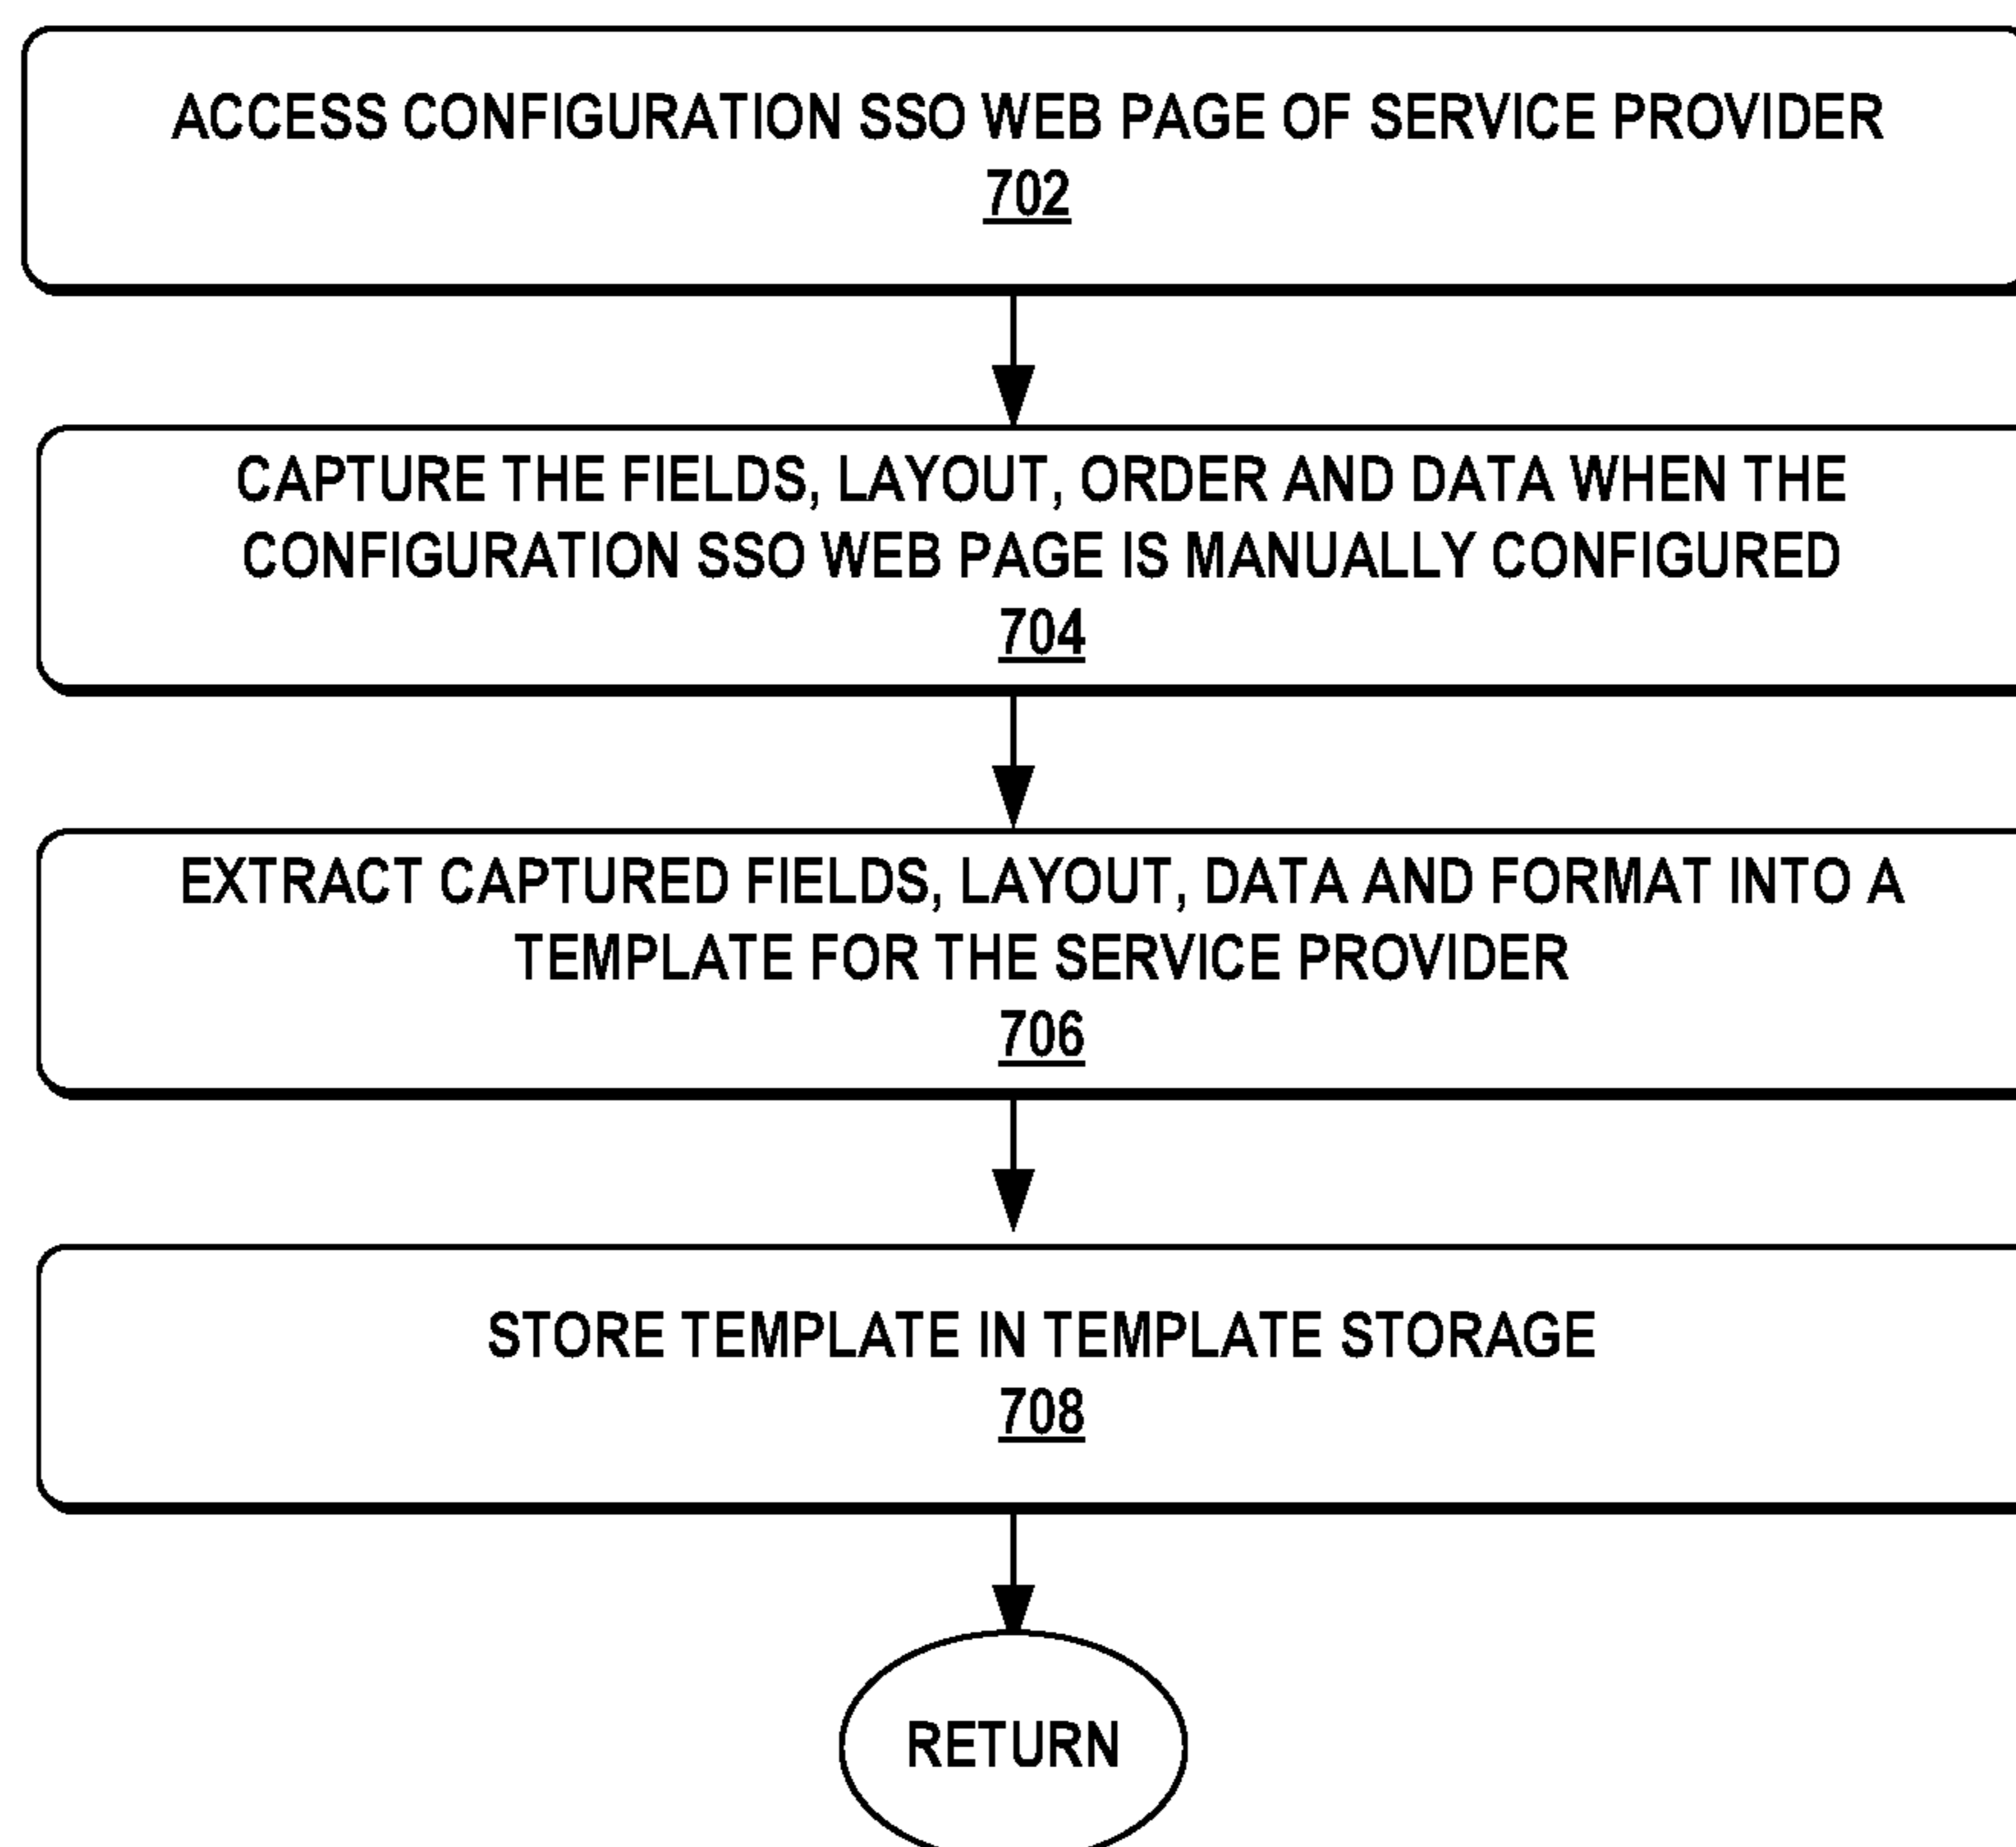 ACCESS CONFIGURATION SSO WEB PAGE OF SERVICE PROVIDER
702
CAPTURE THE FIELDS, LAYOUT, ORDER AND DATA WHEN THE
CONFIGURATION SSO WEB PAGE IS MANUALLY CONFIGURED
704
EXTRACT CAPTURED FIELDS, LAYOUT, DATA AND FORMAT INTO A
TEMPLATE FOR THE SERVICE PROVIDER
706
STORE TEMPLATE IN TEMPLATE STORAGE
708
RETURN